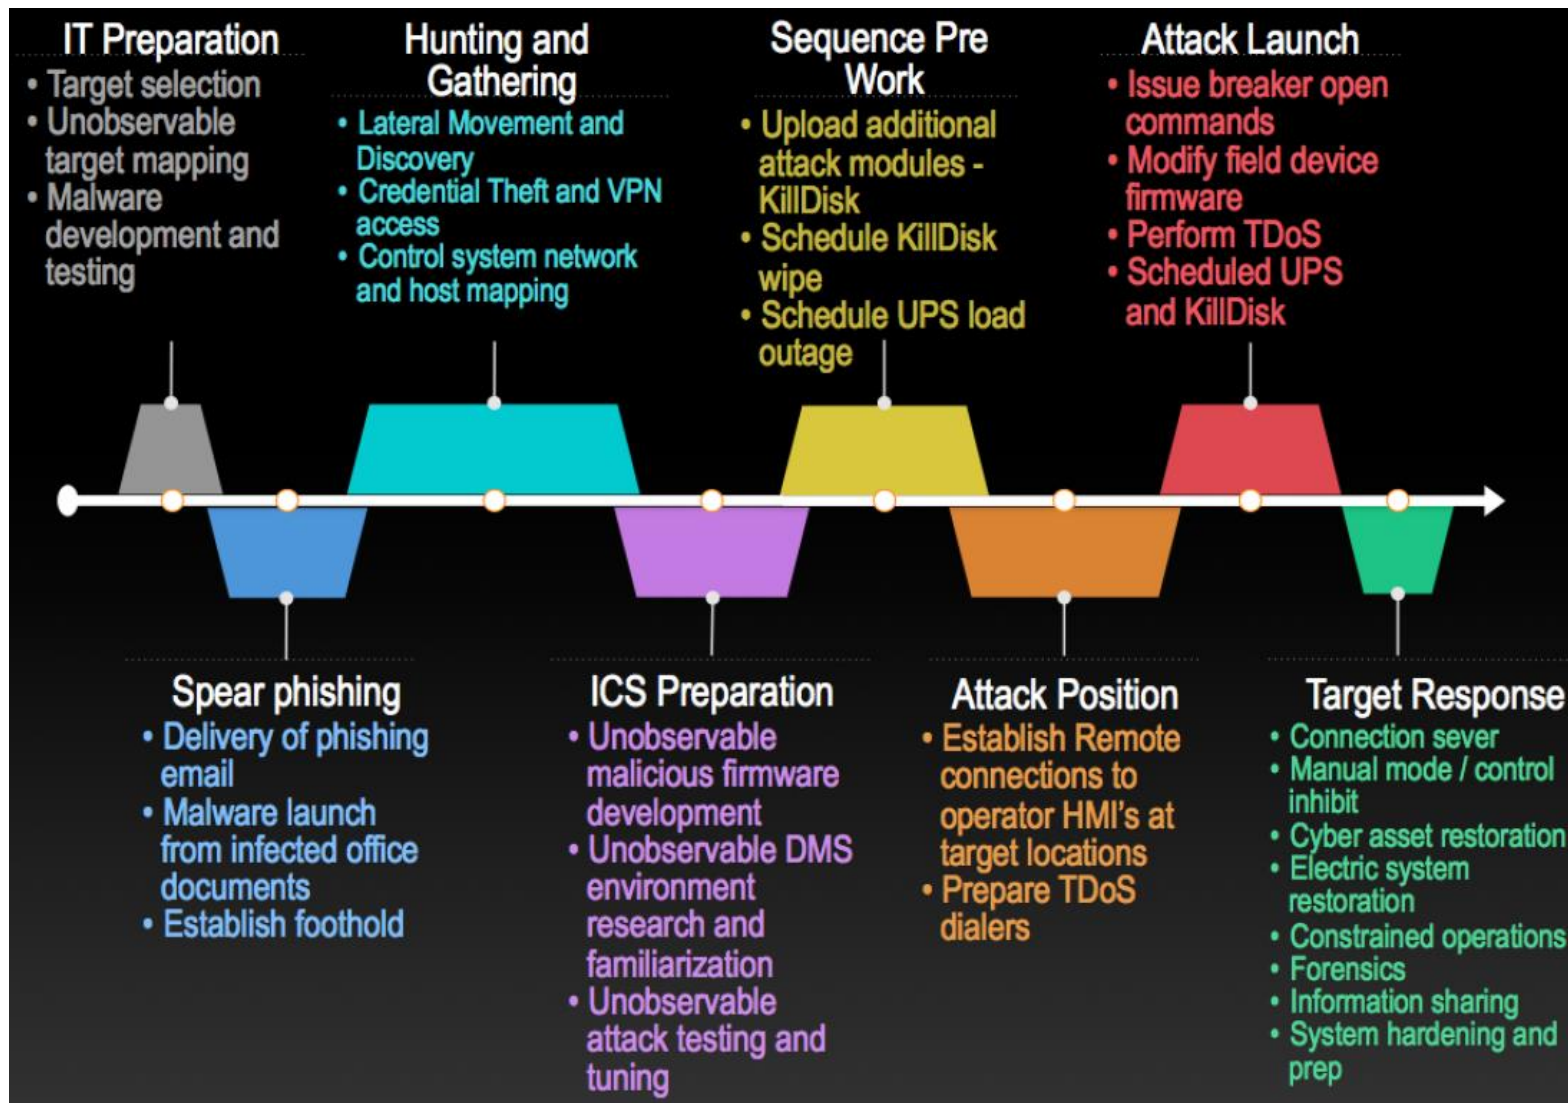 IT Preparation
• Target selection
• Unobservable
target mapping
• Malware
development and
testing
Hunting and
Gathering
• Lateral Movement and
Discovery
• Credential Theft and VPN
access
• Control system network
and host mapping
Sequence Pre
Work
• Upload additional
attack modules -
KillDisk
• Schedule KillDisk
wipe
• Schedule UPS load
outage
Attack Launch
• Issue breaker open
commands
• Modify field device
firmware
• Perform TDoS
• Scheduled UPS
and KillDisk
Spear phishing
• Delivery of phishing
email
• Malware launch
from infected office
documents
• Establish foothold
ICS Preparation
• Unobservable
malicious firmware
development
• Unobservable DMS
environment
research and
familiarization
• Unobservable
attack testing and
tuning
Attack Position
• Establish Remote
connections to
operator HMI's at
target locations
• Prepare TDoS
dialers
Target Response
• Connection sever
• Manual mode / control
inhibit
• Cyber asset restoration
• Electric system
restoration
• Constrained operations
• Forensics
• Information sharing
• System hardening and
prep